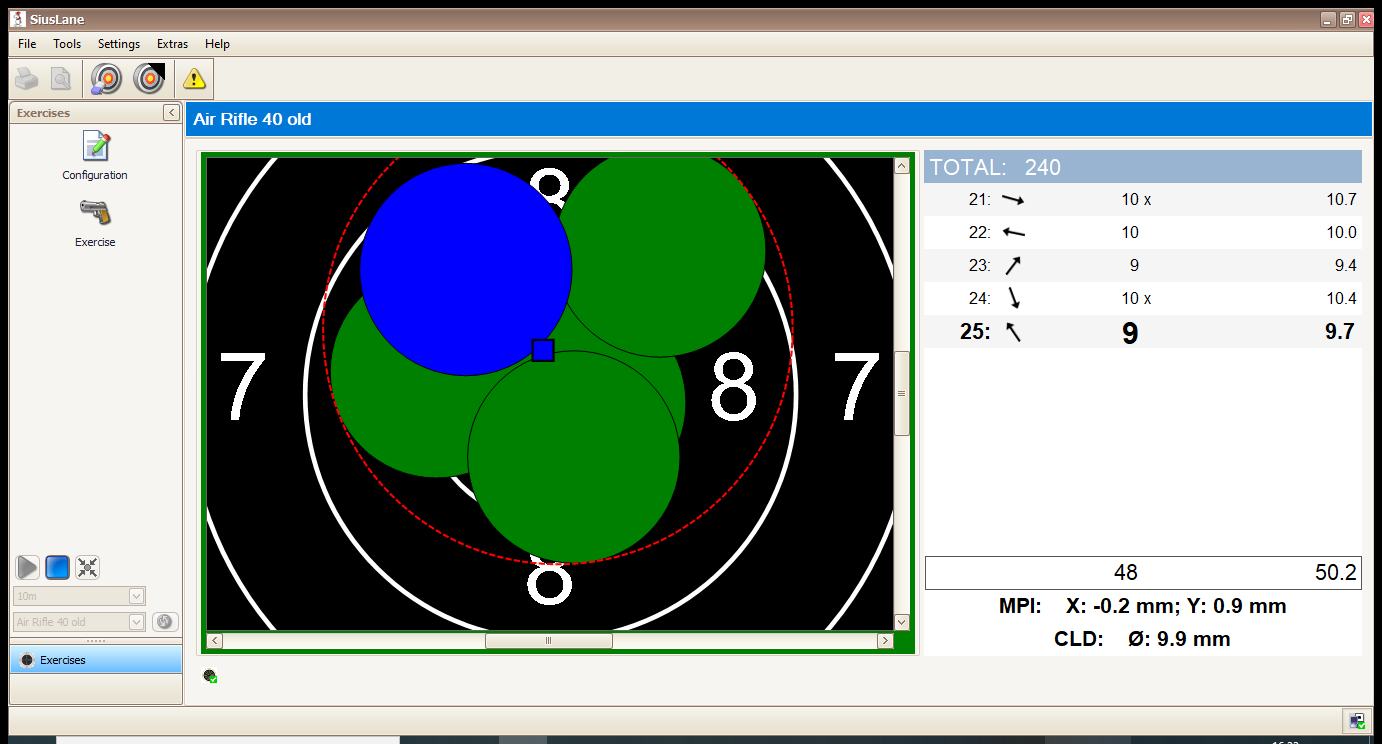 SiusLane
File Tools Settings Extras Help
Exercises
Air Rifle 40 old
Configuration
Exercise
8
7 8 7
8
TOTAL: 240
21: 10 x 10.7
22: 10 10.0
23: 9 9.4
24: 10 x 10.4
25: 9 9.7
48 50.2
MPI: X: -0.2 mm; Y: 0.9 mm
CLD: Ø: 9.9 mm
10m
Air Rifle 40 old
Exercises